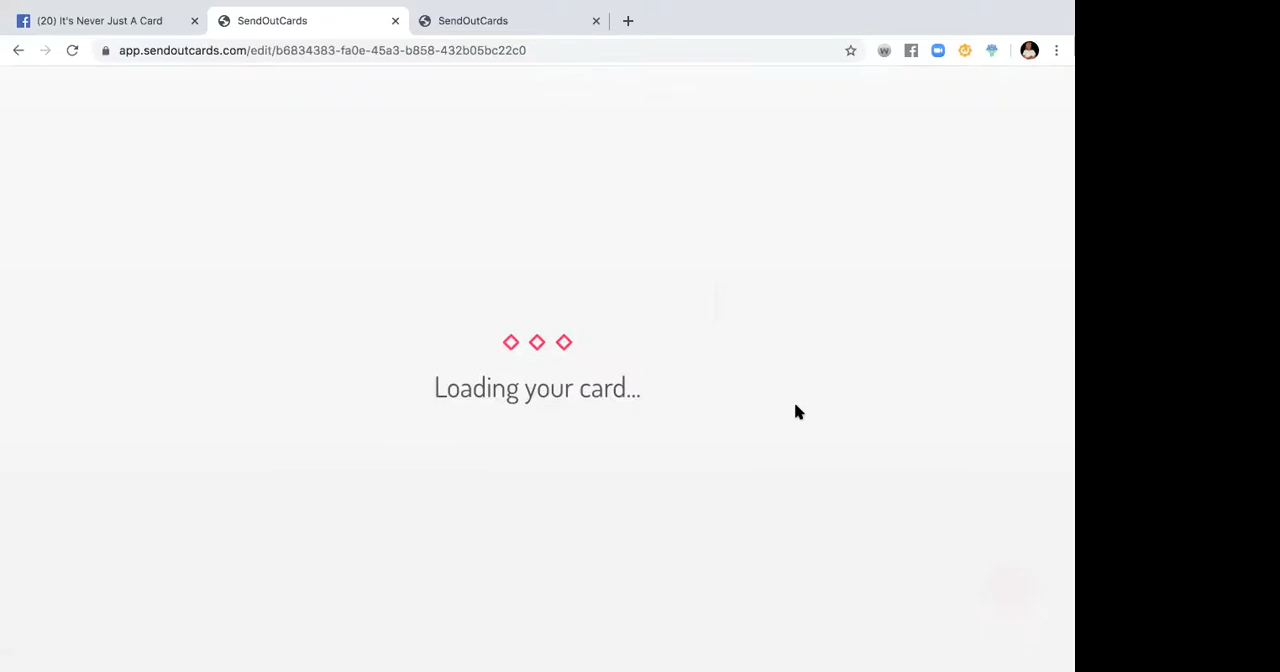 (20) It's Never Just A Card
SendOutCards
SendOutCards
app.sendoutcards.com/edit/b6834383-fa0e-45a3-b858-432b05bc22c0
Loading your card...